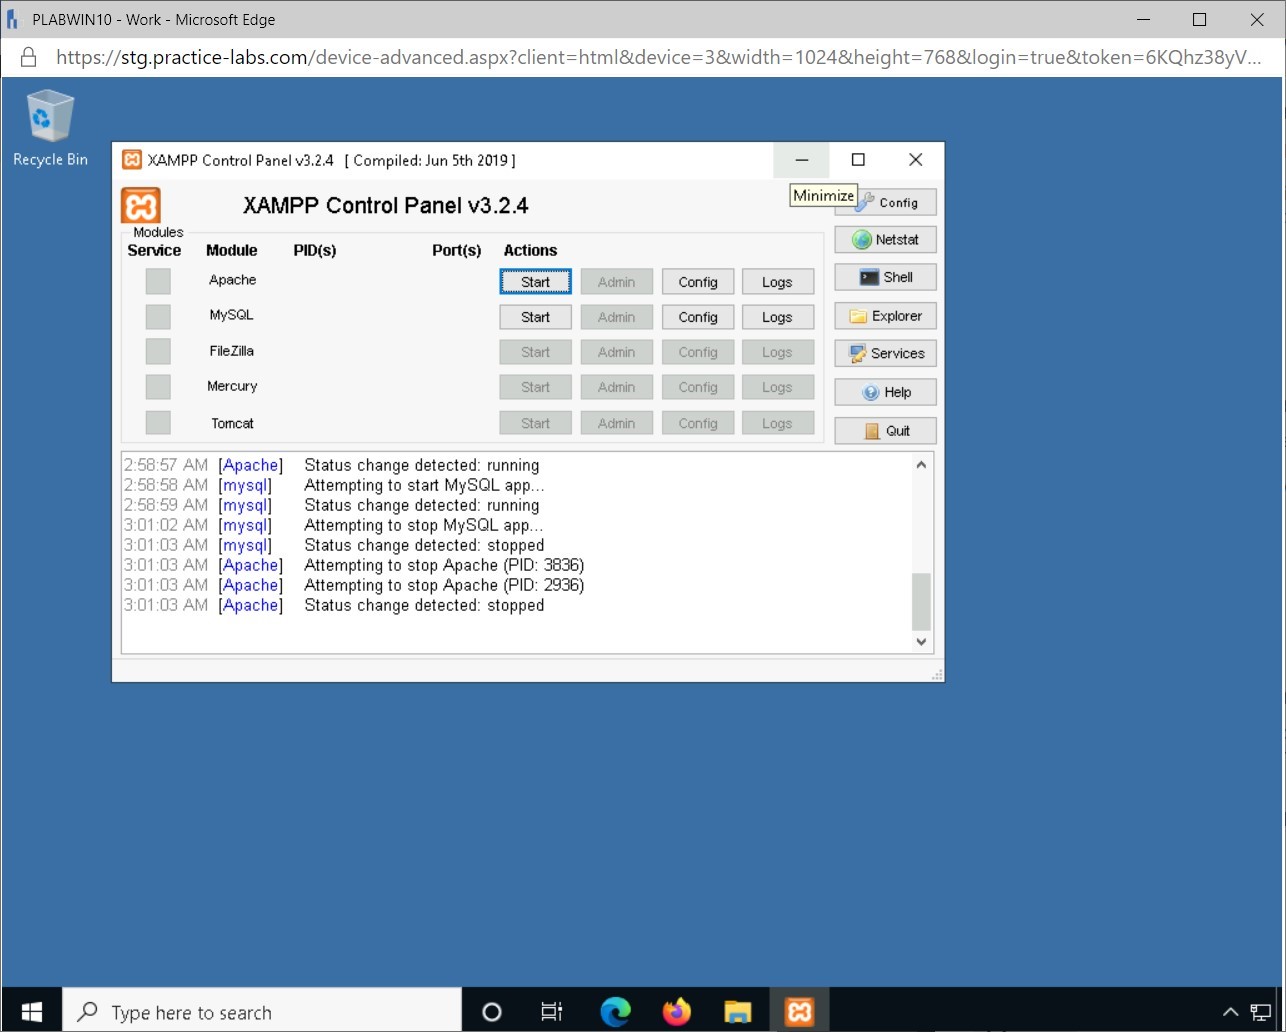 PLABWIN10 - Work - Microsoft Edge
https://stg.practice-labs.com/device-advanced.aspx?client=html&device=3&width=1024&height=768&login=true&token=6KQhz38yV...
Recycle Bin
XAMPP Control Panel v3.2.4 [ Compiled: Jun 5th 2019 ]
Minimize
XAMPP Control Panel v3.2.4
Config
Modules
Service Module PID(s) Port(s) Actions
Netstat
Apache Start Admin Config Logs
Shell
MySQL Start Admin Config Logs
Explorer
FileZilla Start Admin Config Logs
Services
Mercury Start Admin Config Logs
Help
Tomcat Start Admin Config Logs
Quit
2:58:57 AM [Apache] Status change detected: running
2:58:58 AM [mysql] Attempting to start MySQL app...
2:58:59 AM [mysql] Status change detected: running
3:01:02 AM [mysql] Attempting to stop MySQL app...
3:01:03 AM [mysql] Status change detected: stopped
3:01:03 AM [Apache] Attempting to stop Apache (PID: 3836)
3:01:03 AM [Apache] Attempting to stop Apache (PID: 2936)
3:01:03 AM [Apache] Status change detected: stopped
Type here to search